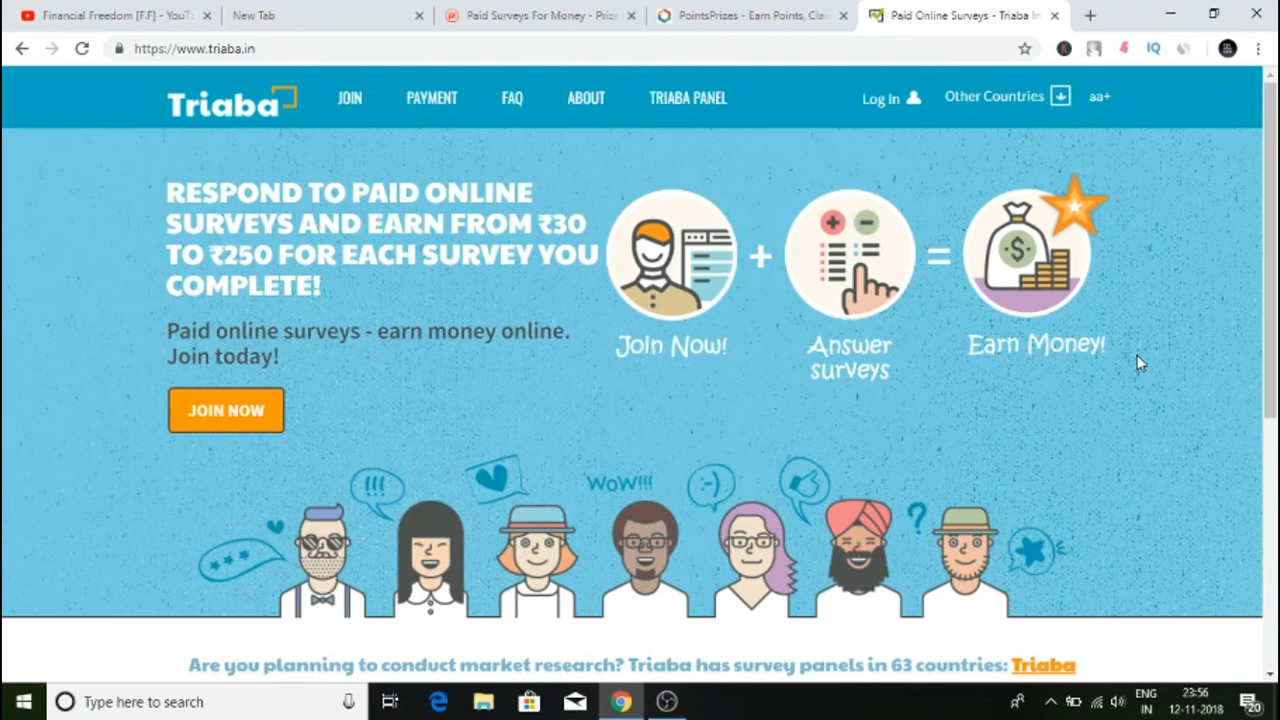 Financial Freedom [F.F] - YouT
New Tab
Paid Surveys For Money - Prize
PointsPrizes - Earn Points, Clai
Paid Online Surveys - Triaba In
https://www.triaba.in
IQ
Triaba
JOIN
PAYMENT
FAQ
ABOUT
TRIABA PANEL
Log In
Other Countries
aa+
RESPOND TO PAID ONLINE
SURVEYS AND EARN FROM ₹30
TO ₹250 FOR EACH SURVEY YOU
COMPLETE!
Paid online surveys - earn money online.
Join today!
JOIN NOW
+
=
$
Join Now!
Answer
surveys
Earn Money!
!!!
WOW!!!
:-)
?
Are you planning to conduct market research? Triaba has survey panels in 63 countries: Triaba
Type here to search
ENG
IN
23:56
12-11-2018
20